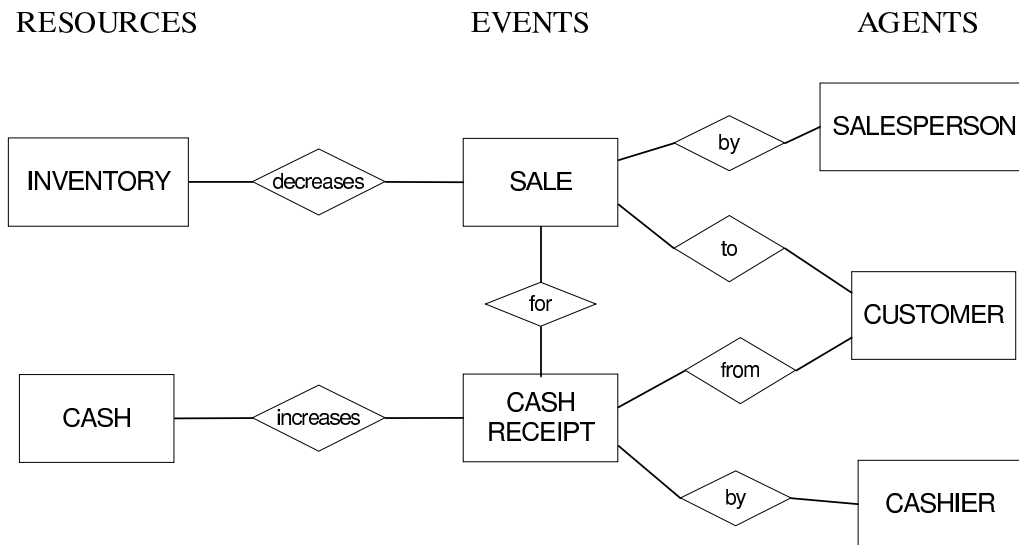 RESOURCES
EVENTS
AGENTS
SALESPERSON
by
INVENTORY
decreases
SALE
to
for
CUSTOMER
from
CASH
increases
CASH
RECEIPT
by
CASHIER